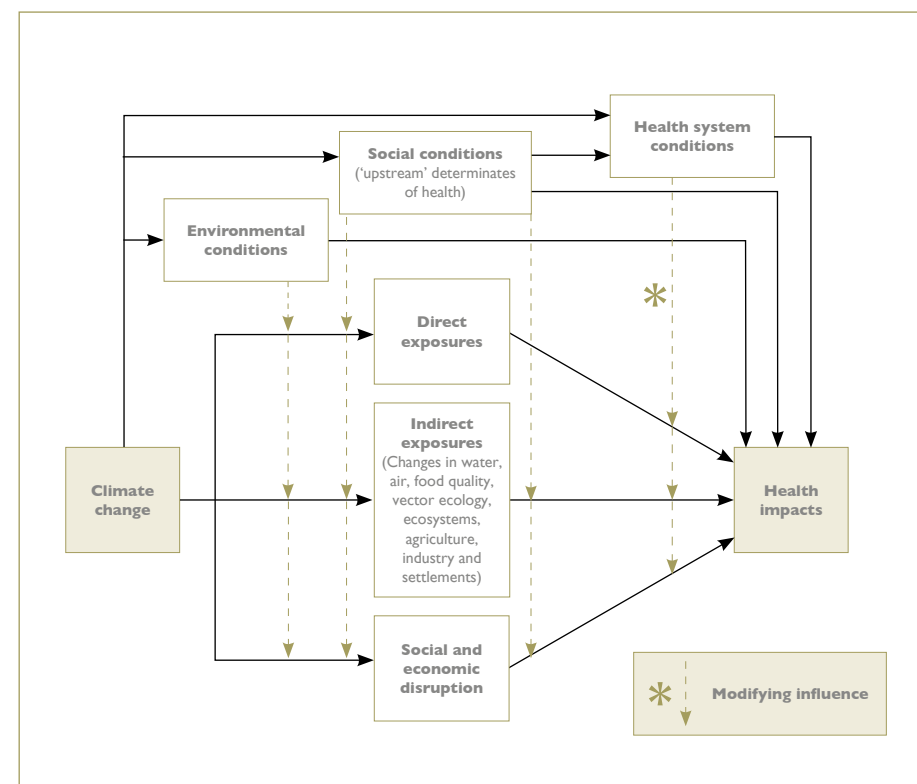 Health system
conditions
Social conditions
(‘upstream’ determinates
of health)
Environmental
conditions
*
Direct
exposures
Indirect
exposures
(Changes in water,
air, food quality,
vector ecology,
ecosystems,
agriculture,
industry and
settlements)
Climate
change
Health
impacts
Social and
economic
disruption
* Modifying influence